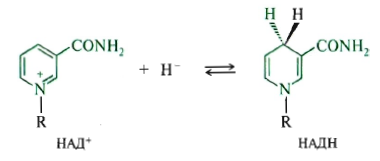 H H
CONH₂ CONH₂
+ + H⁻ ⇌
N N
R R
НАД⁺ НАДН